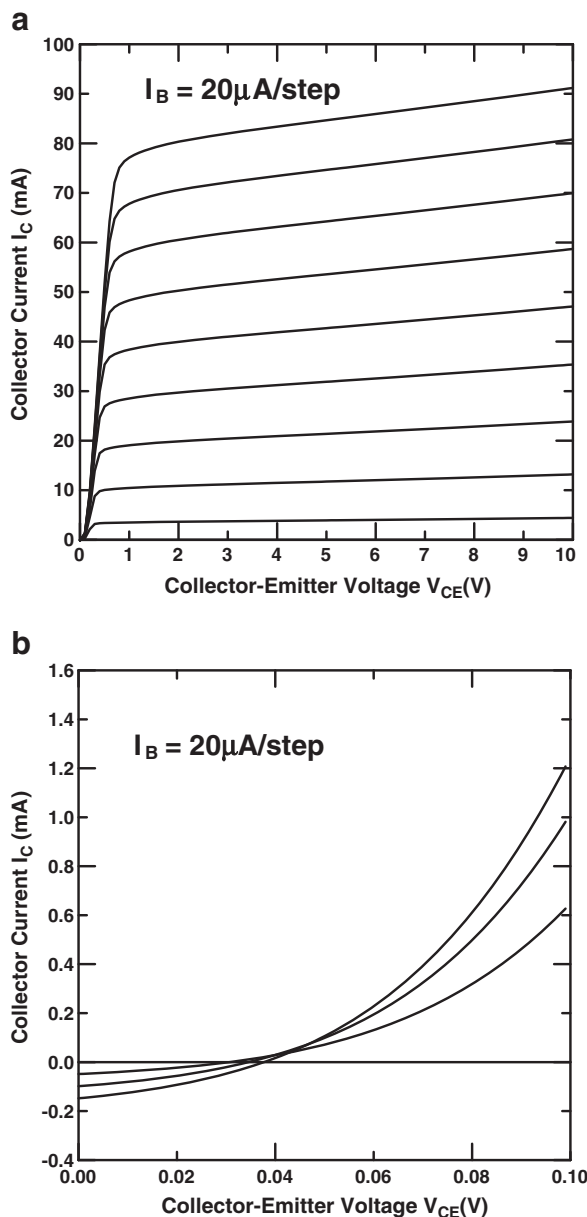 a
I_B = 20μA/step
Collector Current I_C (mA)
100
90
80
70
60
50
40
30
20
10
0
0 1 2 3 4 5 6 7 8 9 10
Collector-Emitter Voltage V_CE(V)
b
I_B = 20μA/step
Collector Current I_C (mA)
1.6
1.4
1.2
1.0
0.8
0.6
0.4
0.2
0.0
-0.2
-0.4
0.00 0.02 0.04 0.06 0.08 0.10
Collector-Emitter Voltage V_CE(V)